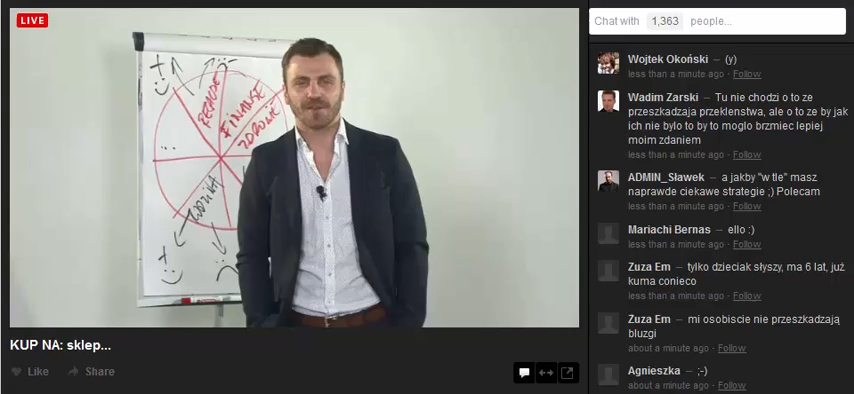 LIVE
Chat with 1,363 people...
FINANSE
ZDROWIE
KUP NA: sklep...
Like
Share
Wojtek Okoński – (y)
less than a minute ago · Follow
Wadim Zarski – Tu nie chodzi o to ze
przeszkadzaja przeklenstwa, ale o to ze by jak
ich nie bylo to by to moglo brzmiec lepiej
moim zdaniem
less than a minute ago · Follow
ADMIN_Sławek – a jakby "w tle" masz
naprawde ciekawe strategie ;) Polecam
less than a minute ago · Follow
Mariachi Bernas – ello :)
less than a minute ago · Follow
Zuza Em – tylko dzieciak słyszy, ma 6 lat, już
kuma conieco
less than a minute ago · Follow
Zuza Em – mi osobiscie nie przeszkadzają
bluzgi
about a minute ago · Follow
Agnieszka – ;-)
about a minute ago · Follow